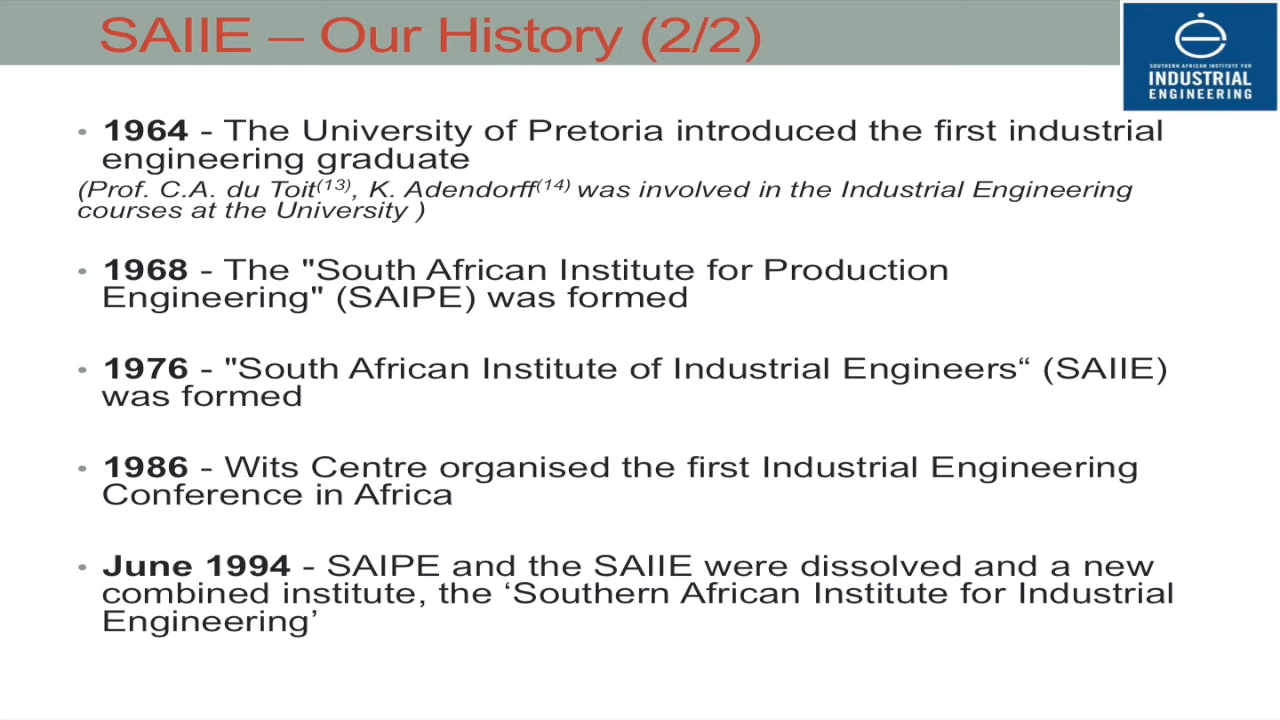 SAIIE – Our History (2/2)
SOUTHERN AFRICAN INSTITUTE FOR
INDUSTRIAL
ENGINEERING
• 1964 - The University of Pretoria introduced the first industrial
engineering graduate
(Prof. C.A. du Toit(13), K. Adendorff(14) was involved in the Industrial Engineering
courses at the University )
• 1968 - The "South African Institute for Production
Engineering" (SAIPE) was formed
• 1976 - "South African Institute of Industrial Engineers“ (SAIIE)
was formed
• 1986 - Wits Centre organised the first Industrial Engineering
Conference in Africa
• June 1994 - SAIPE and the SAIIE were dissolved and a new
combined institute, the ‘Southern African Institute for Industrial
Engineering’